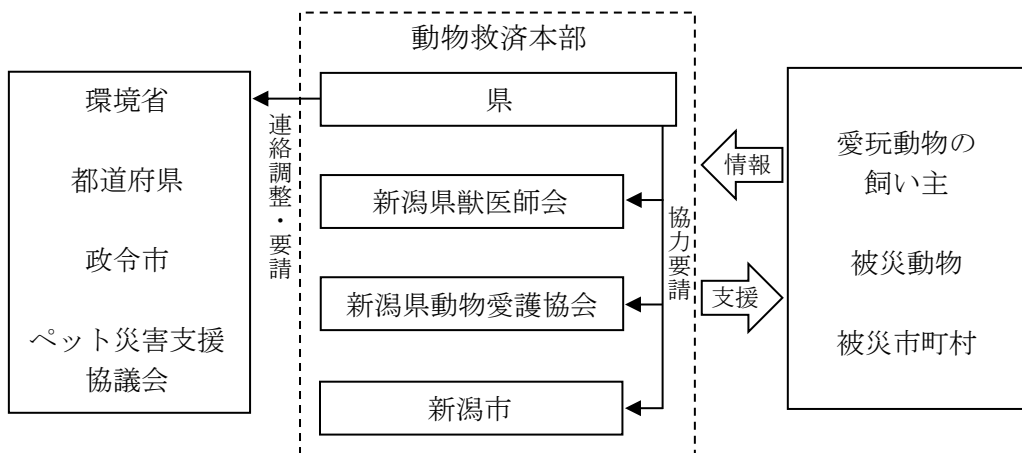 動物救済本部
環境省
都道府県
政令市
ペット災害支援
協議会
連絡調整・要請
県
新潟県獣医師会
新潟県動物愛護協会
新潟市
協力要請
情報
支援
愛玩動物の
飼い主
被災動物
被災市町村